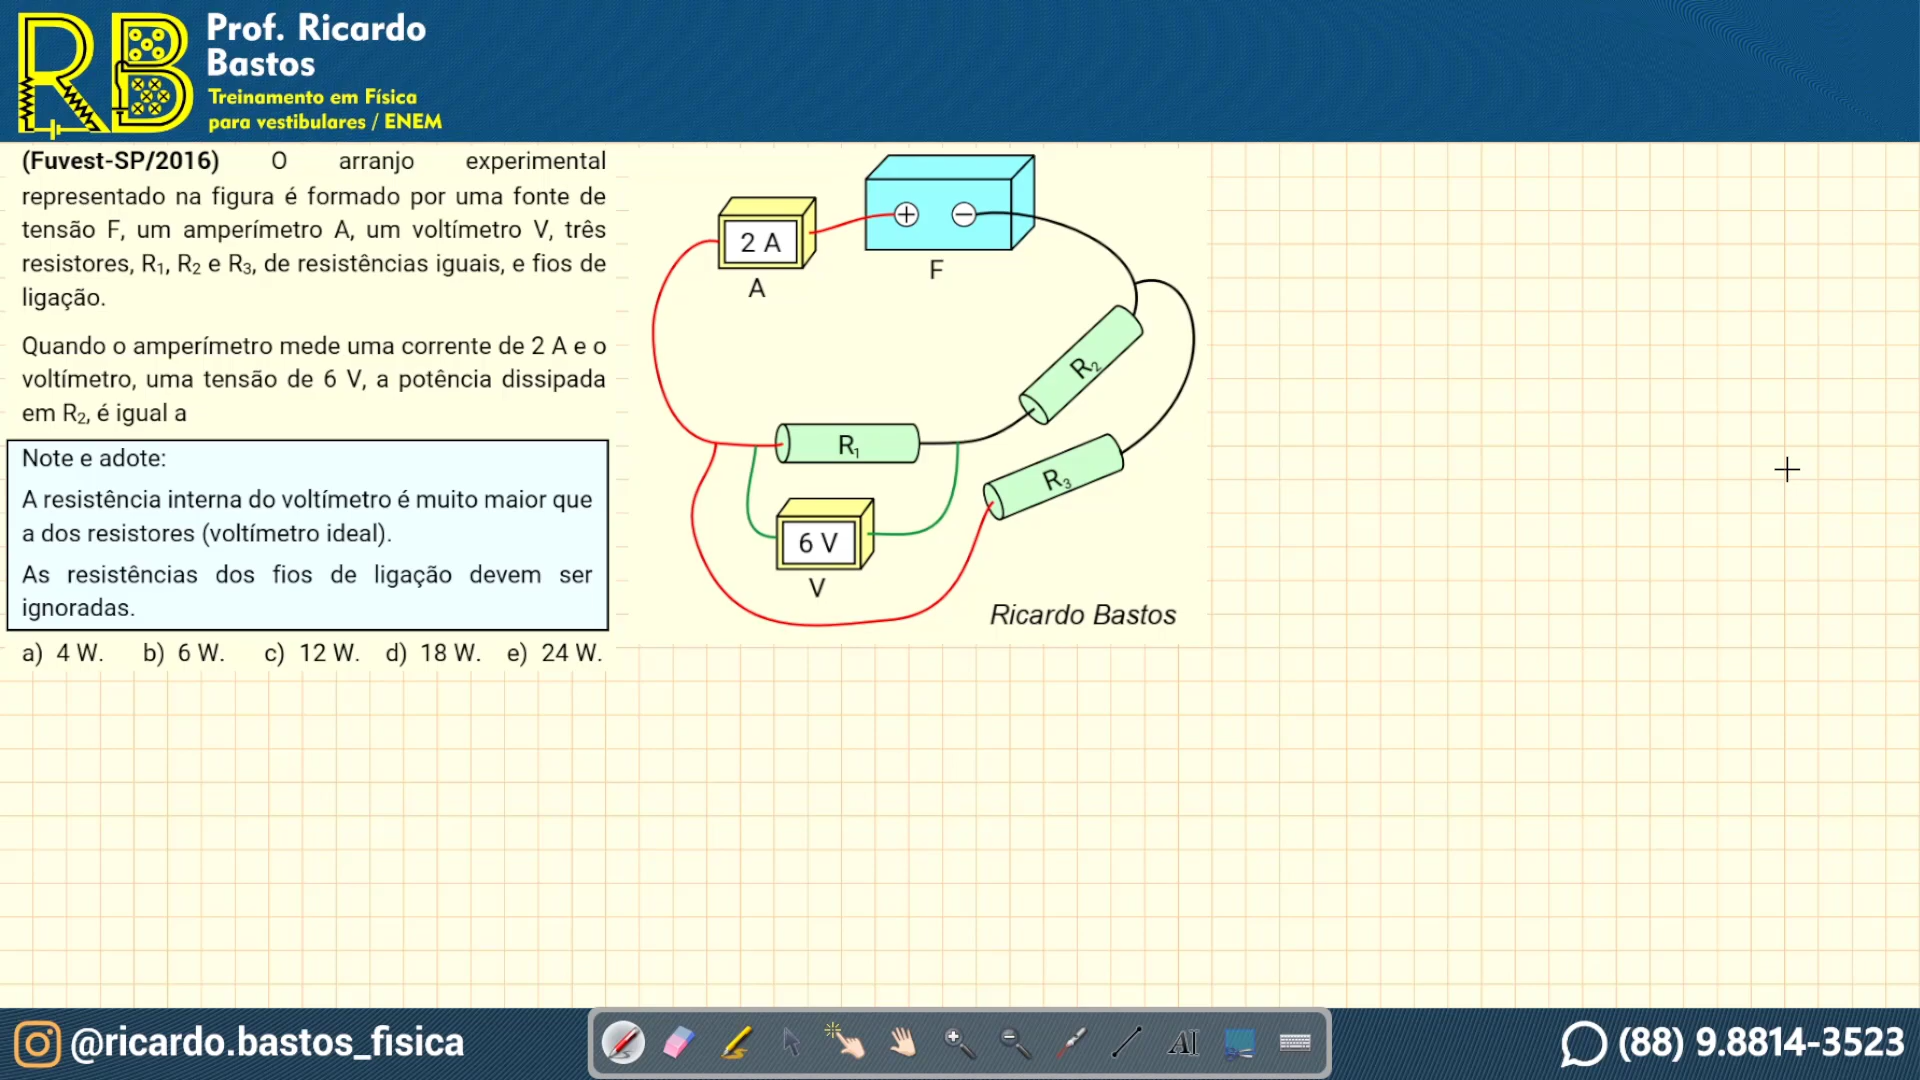 RB
Prof. Ricardo
Bastos
Treinamento em Física
para vestibulares / ENEM
(Fuvest-SP/2016) O arranjo experimental
representado na figura é formado por uma fonte de
tensão F, um amperímetro A, um voltímetro V, três
resistores, R₁, R₂ e R₃, de resistências iguais, e fios de
ligação.
Quando o amperímetro mede uma corrente de 2 A e o
voltímetro, uma tensão de 6 V, a potência dissipada
em R₂, é igual a
Note e adote:
A resistência interna do voltímetro é muito maior que
a dos resistores (voltímetro ideal).
As resistências dos fios de ligação devem ser
ignoradas.
a) 4 W. b) 6 W. c) 12 W. d) 18 W. e) 24 W.
2 A
A
+ −
F
R₂
R₁
R₃
6 V
V
Ricardo Bastos
@ricardo.bastos_fisica
AI
(88) 9.8814-3523